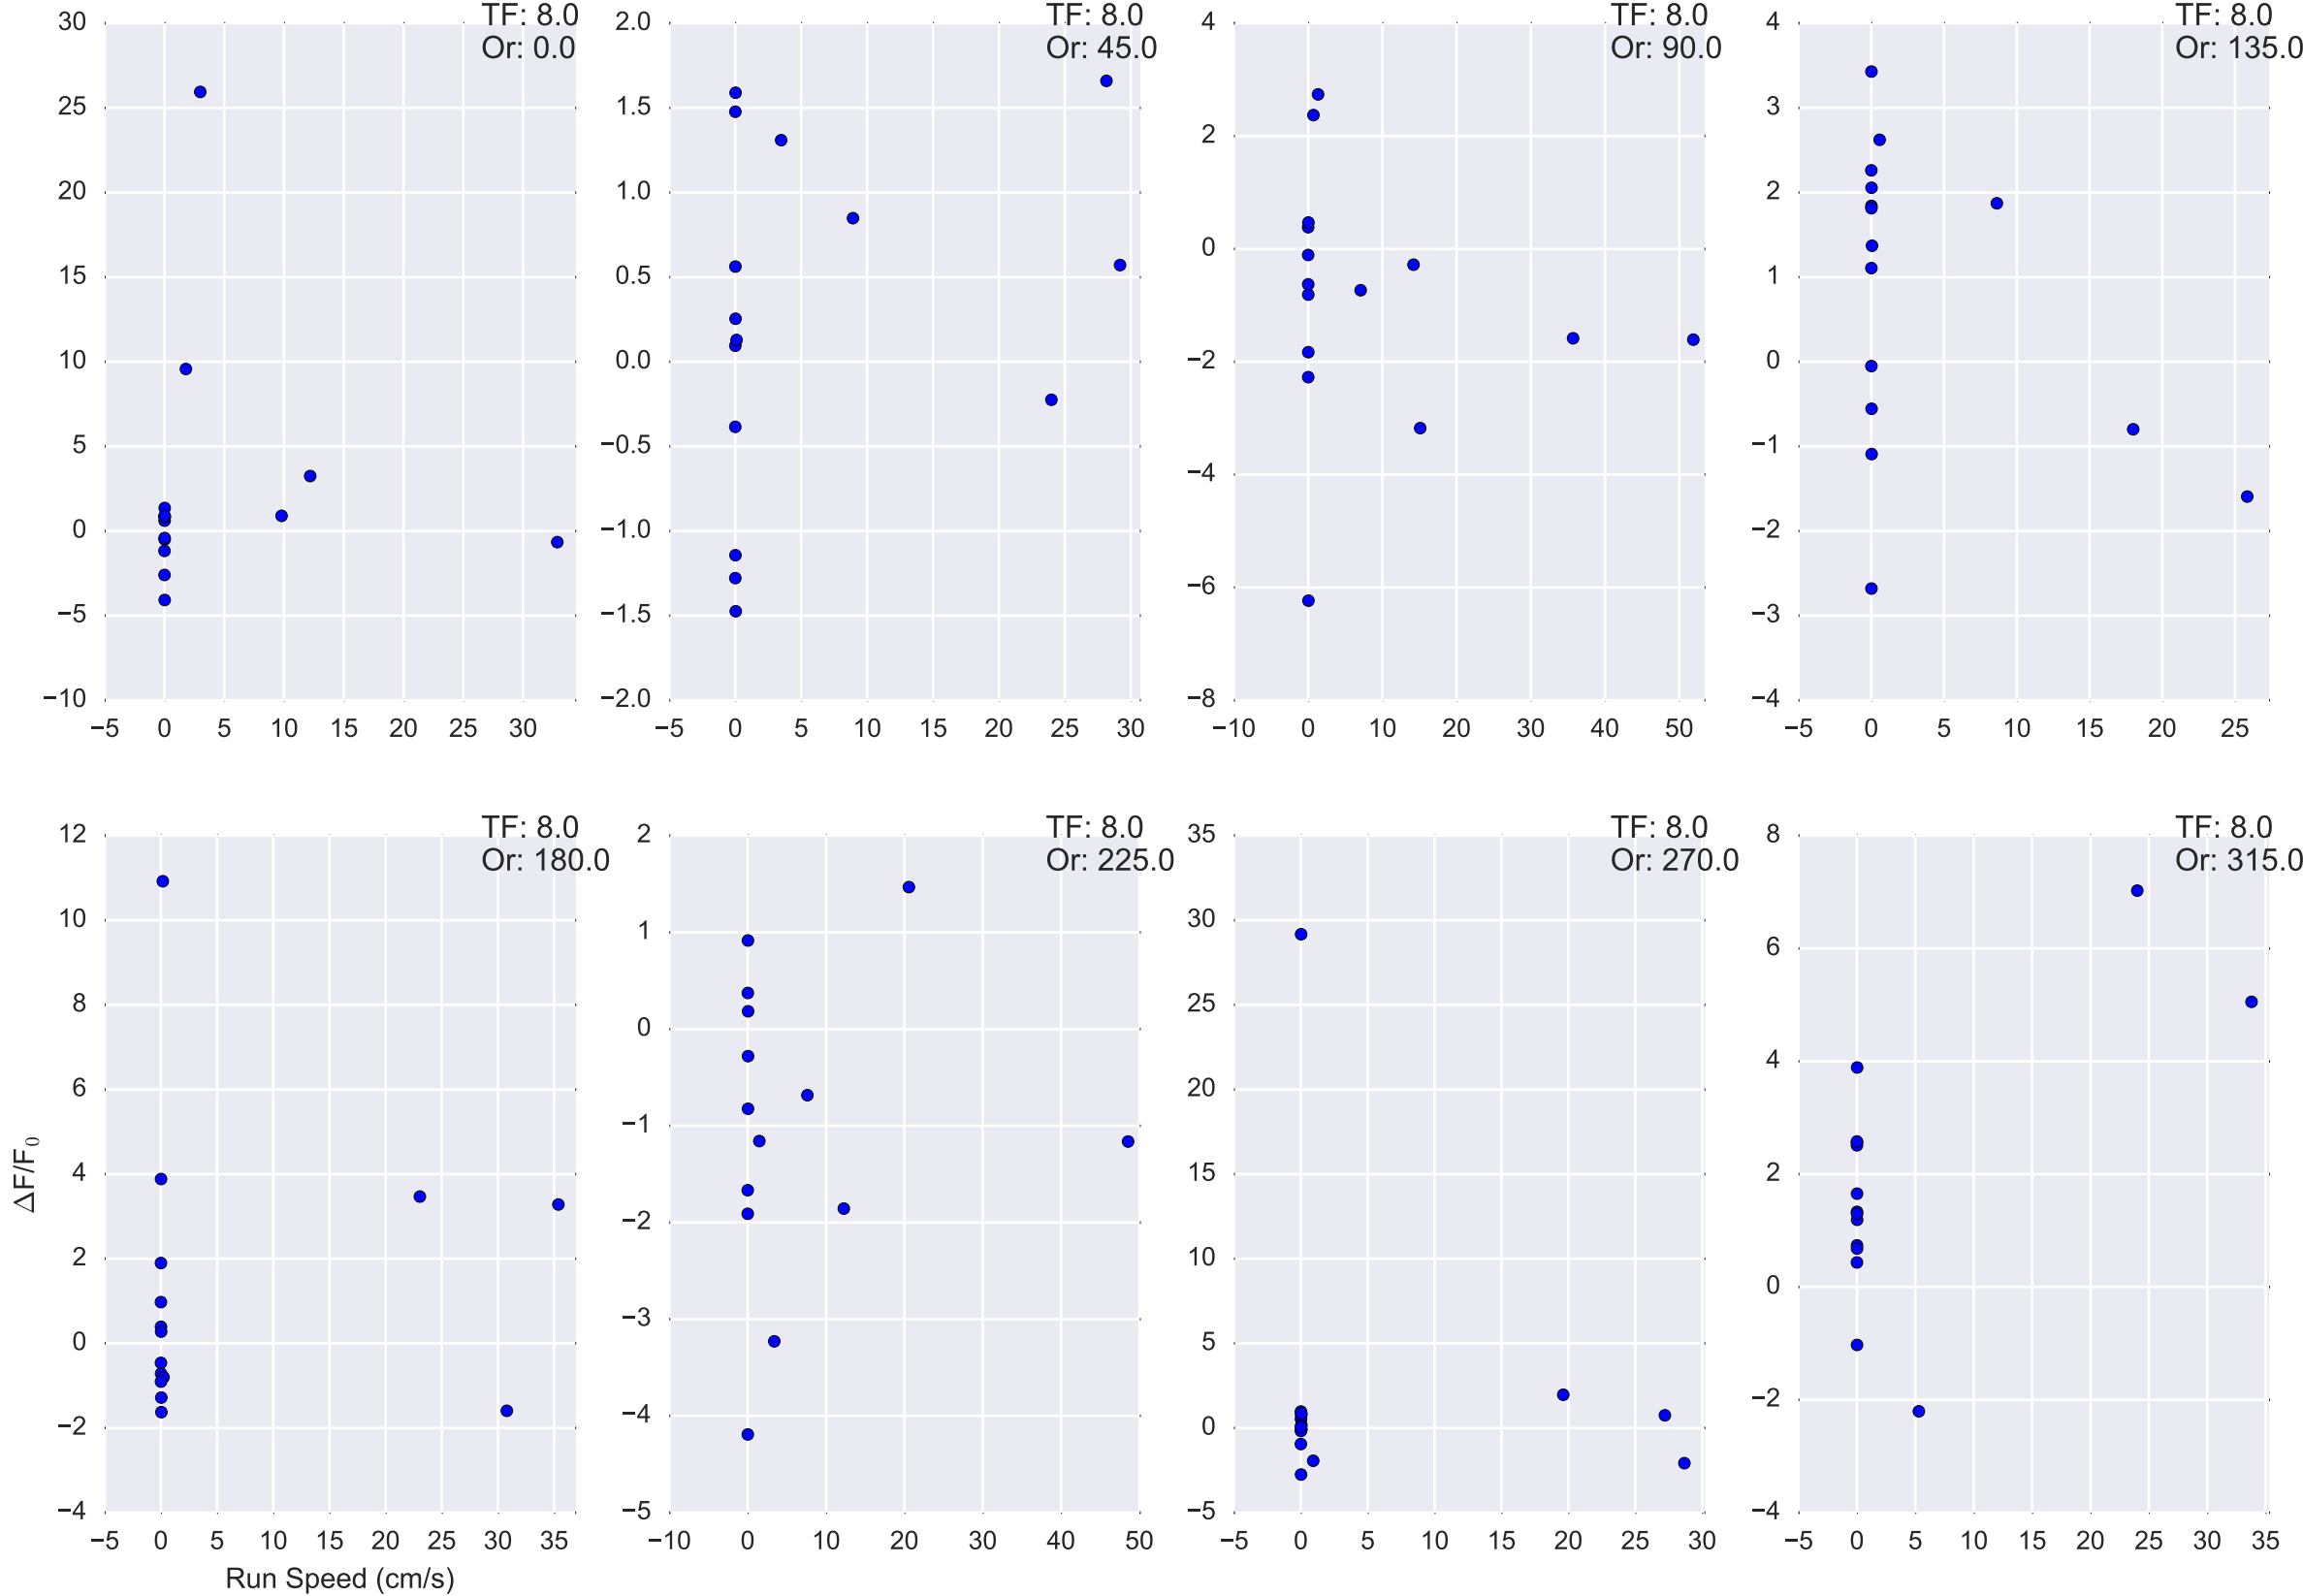 TF: 8.0
Or: 0.0
30
25
20
15
10
5
0
−5
−10
−5 0 5 10 15 20 25 30
TF: 8.0
Or: 45.0
2.0
1.5
1.0
0.5
0.0
−0.5
−1.0
−1.5
−2.0
−5 0 5 10 15 20 25 30
TF: 8.0
Or: 90.0
4
2
0
−2
−4
−6
−8
−10 0 10 20 30 40 50
TF: 8.0
Or: 135.0
4
3
2
1
0
−1
−2
−3
−4
−5 0 5 10 15 20 25
TF: 8.0
Or: 180.0
12
10
8
6
4
2
0
−2
−4
ΔF/F₀
−5 0 5 10 15 20 25 30 35
Run Speed (cm/s)
TF: 8.0
Or: 225.0
2
1
0
−1
−2
−3
−4
−5
−10 0 10 20 30 40 50
TF: 8.0
Or: 270.0
35
30
25
20
15
10
5
0
−5
−5 0 5 10 15 20 25 30
TF: 8.0
Or: 315.0
8
6
4
2
0
−2
−4
−5 0 5 10 15 20 25 30 35